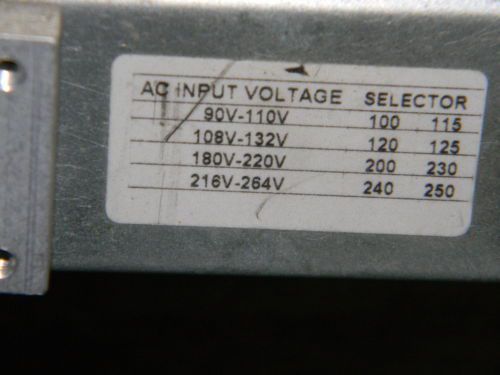 AC INPUT VOLTAGE SELECTOR
90V-110V 100 115
108V-132V 120 125
180V-220V 200 230
216V-264V 240 250